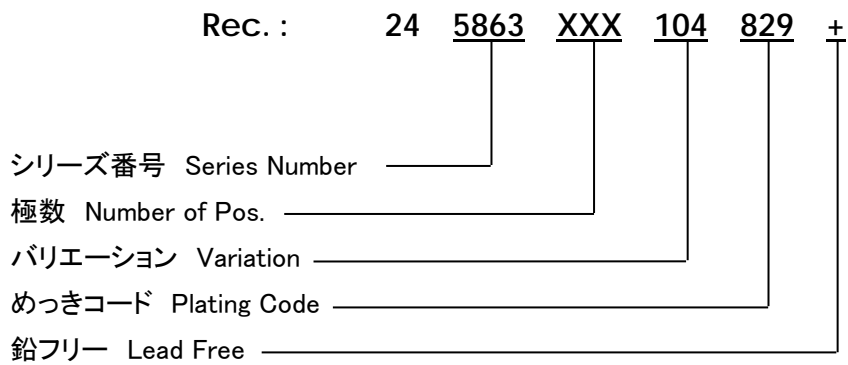 Rec. : 24 5863 XXX 104 829 +
シリーズ番号 Series Number
極数 Number of Pos.
バリエーション Variation
めっきコード Plating Code
鉛フリー Lead Free